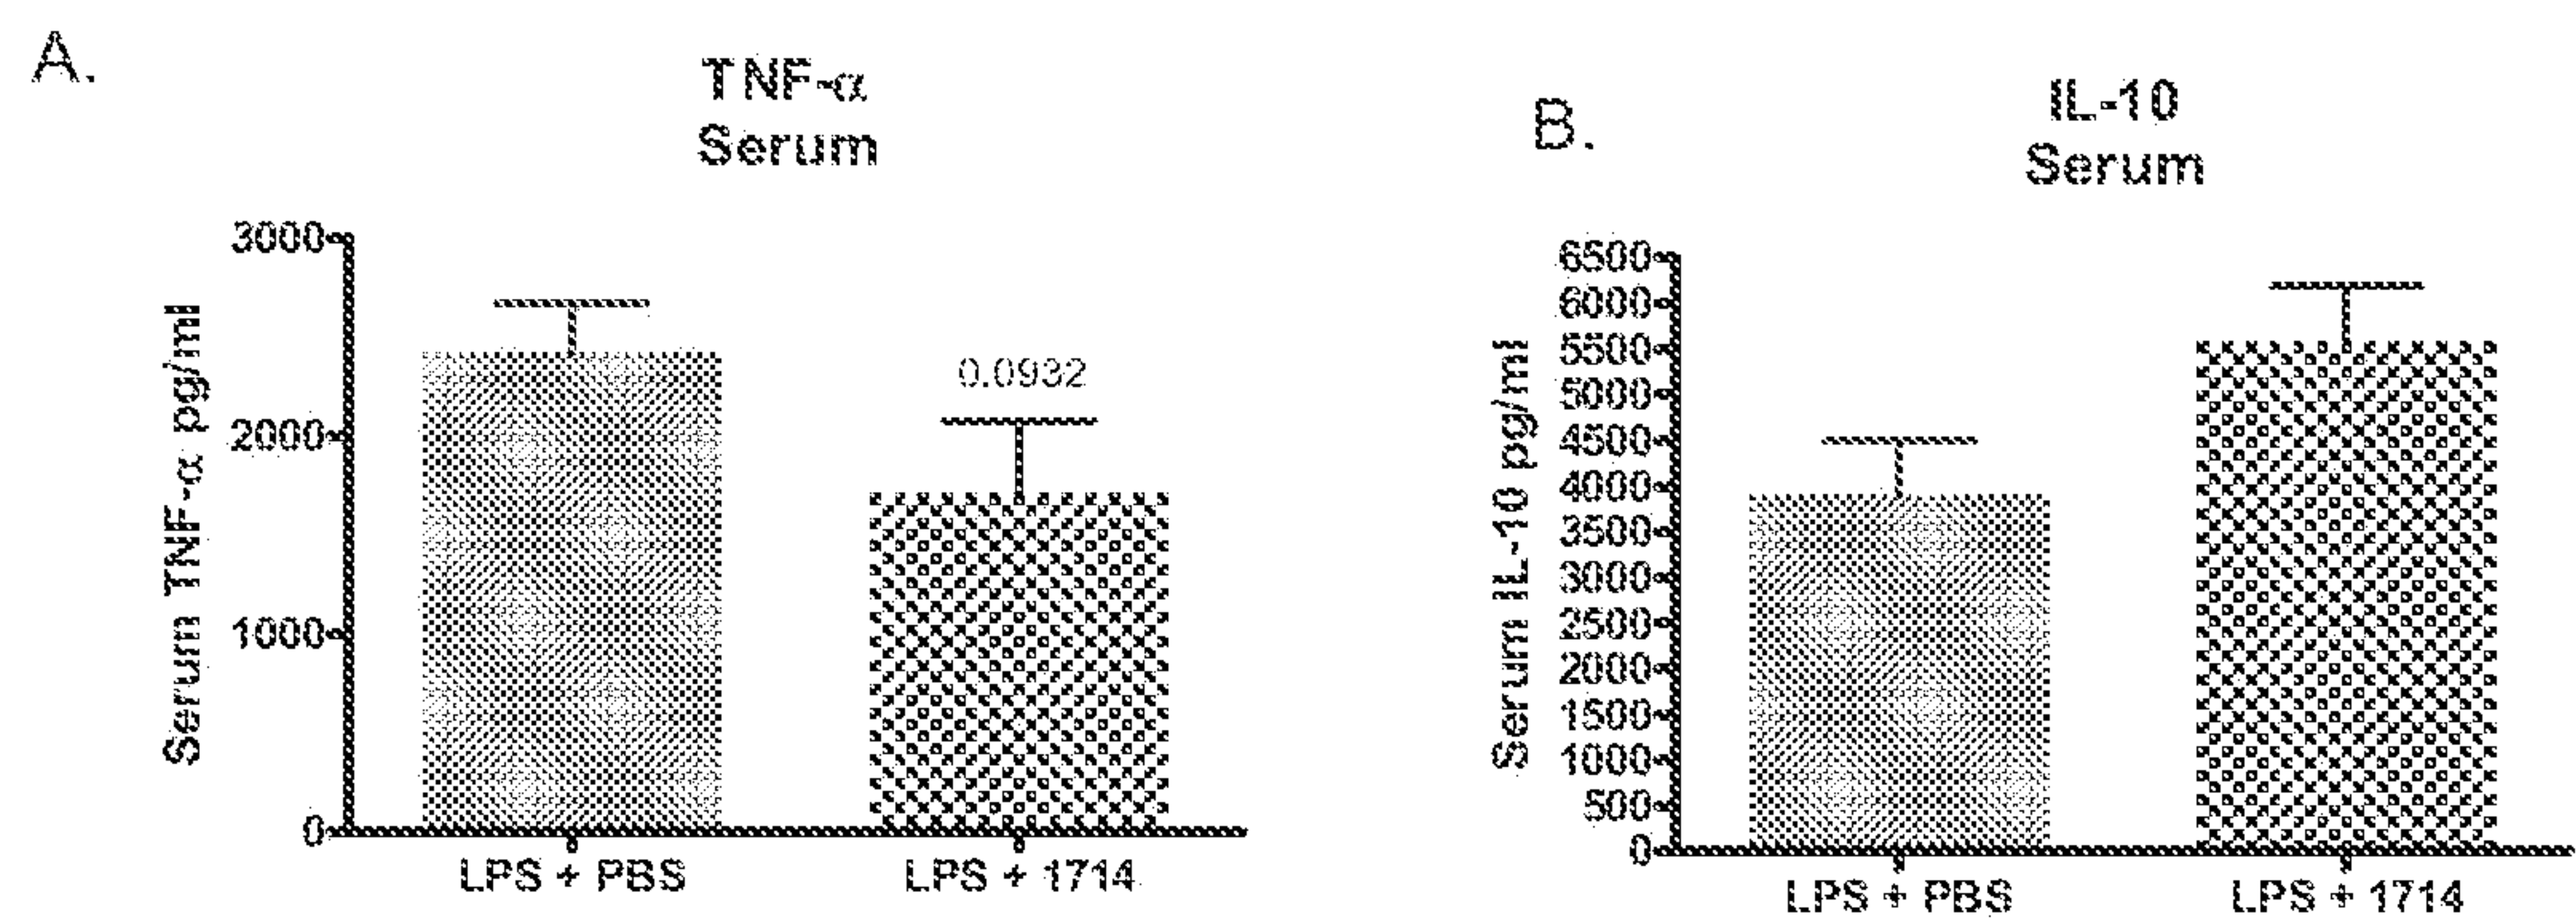 A.
TNF-α
Serum
Serum TNF-α pg/ml
3000
2000
1000
0
0.0932
LPS + PBS
LPS + 1714
B.
IL-10
Serum
Serum IL-10 pg/ml
6500
6000
5500
5000
4500
4000
3500
3000
2500
2000
1500
1000
500
0
LPS + PBS
LPS + 1714